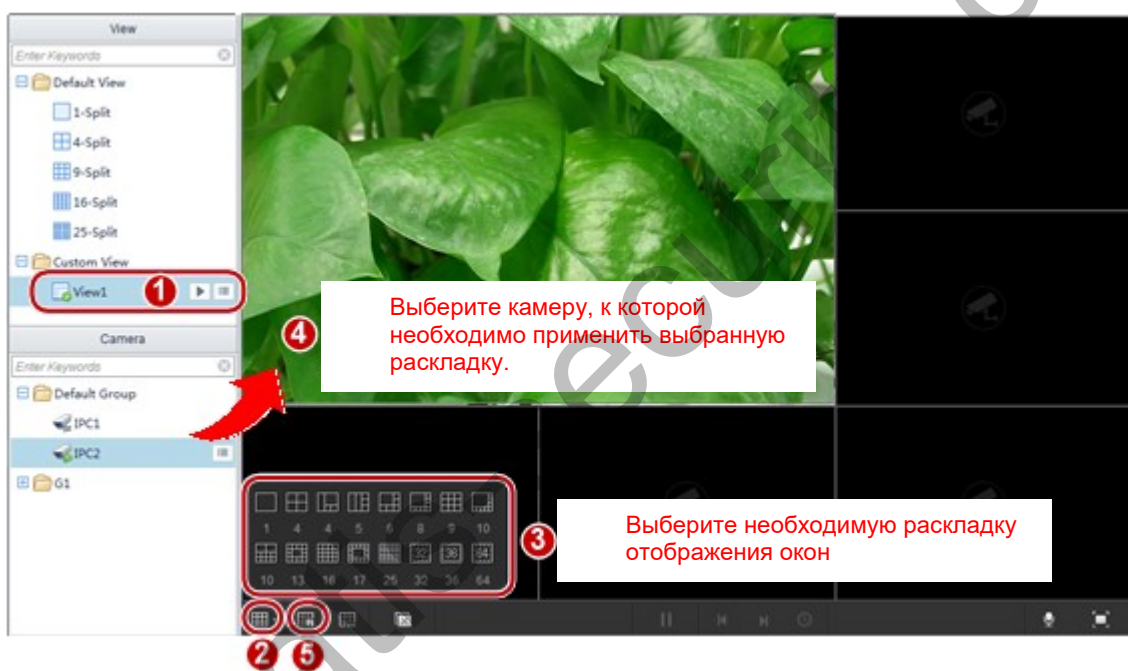 View
Enter Keywords
Default View
1-Split
4-Split
9-Split
16-Split
25-Split
Custom View
View1
1
Camera
Enter Keywords
Default Group
IPC1
IPC2
G1
4
Выберите камеру, к которой
необходимо применить выбранную
раскладку.
1 4 4 5 6 8 9 10
32 36 64
10 13 16 17 25 32 36 64
3
Выберите необходимую раскладку
отображения окон
2 5